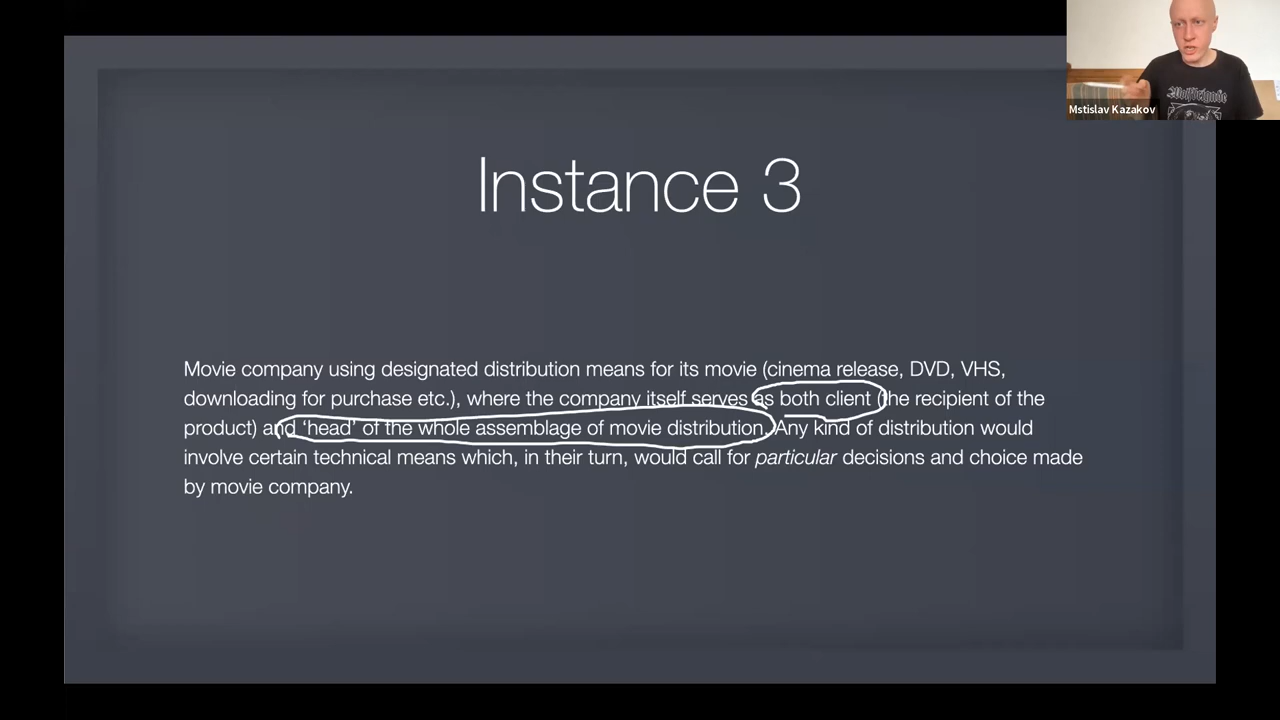 Wolfbrigade
Mstislav Kazakov
Instance 3
Movie company using designated distribution means for its movie (cinema release, DVD, VHS,
downloading for purchase etc.), where the company itself serves as both client (the recipient of the
product) and ‘head’ of the whole assemblage of movie distribution. Any kind of distribution would
involve certain technical means which, in their turn, would call for particular decisions and choice made
by movie company.